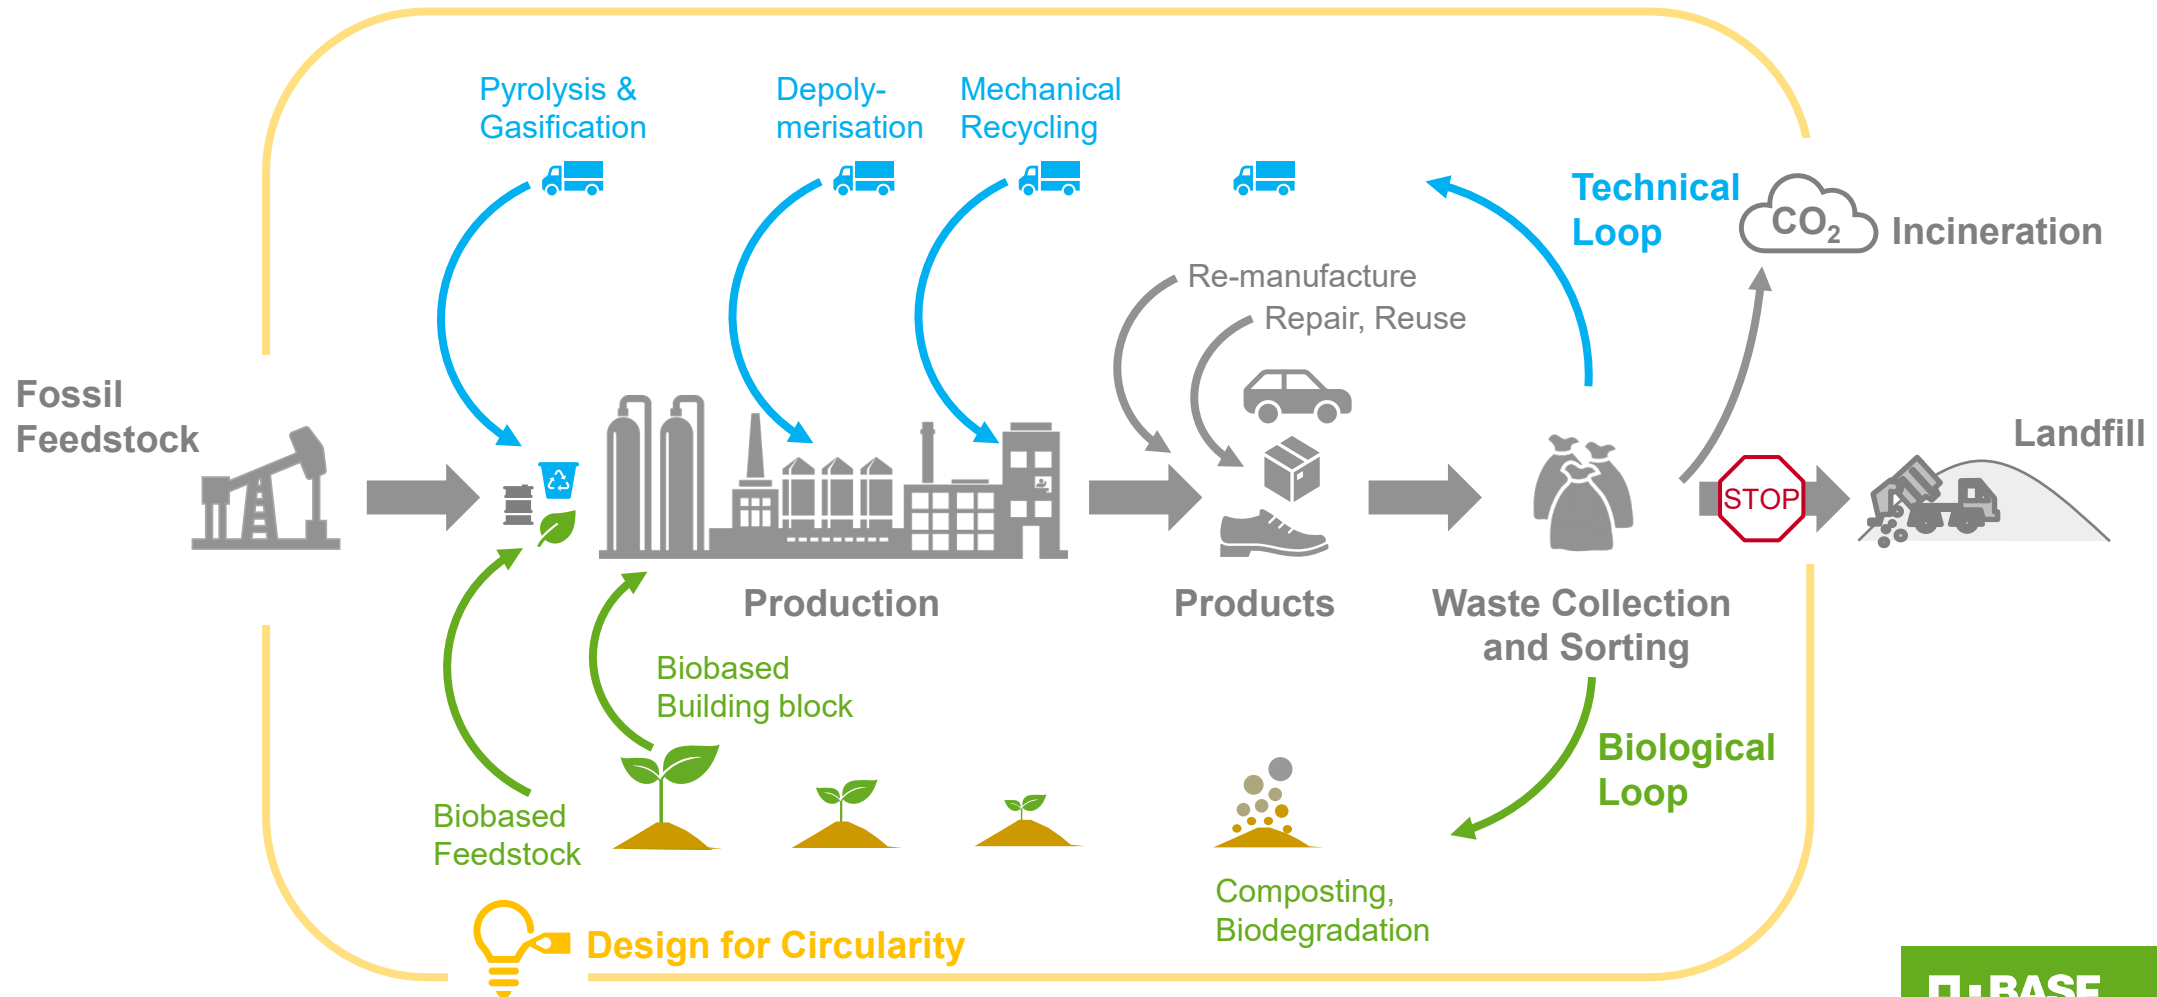 Pyrolysis &
Gasification
Depoly-
merisation
Mechanical
Recycling
Technical
Loop
CO2
Incineration
Re-manufacture
Repair, Reuse
Fossil
Feedstock
Landfill
STOP
Production
Products
Waste Collection
and Sorting
Biobased
Building block
Biological
Loop
Biobased
Feedstock
Composting,
Biodegradation
Design for Circularity
BASF